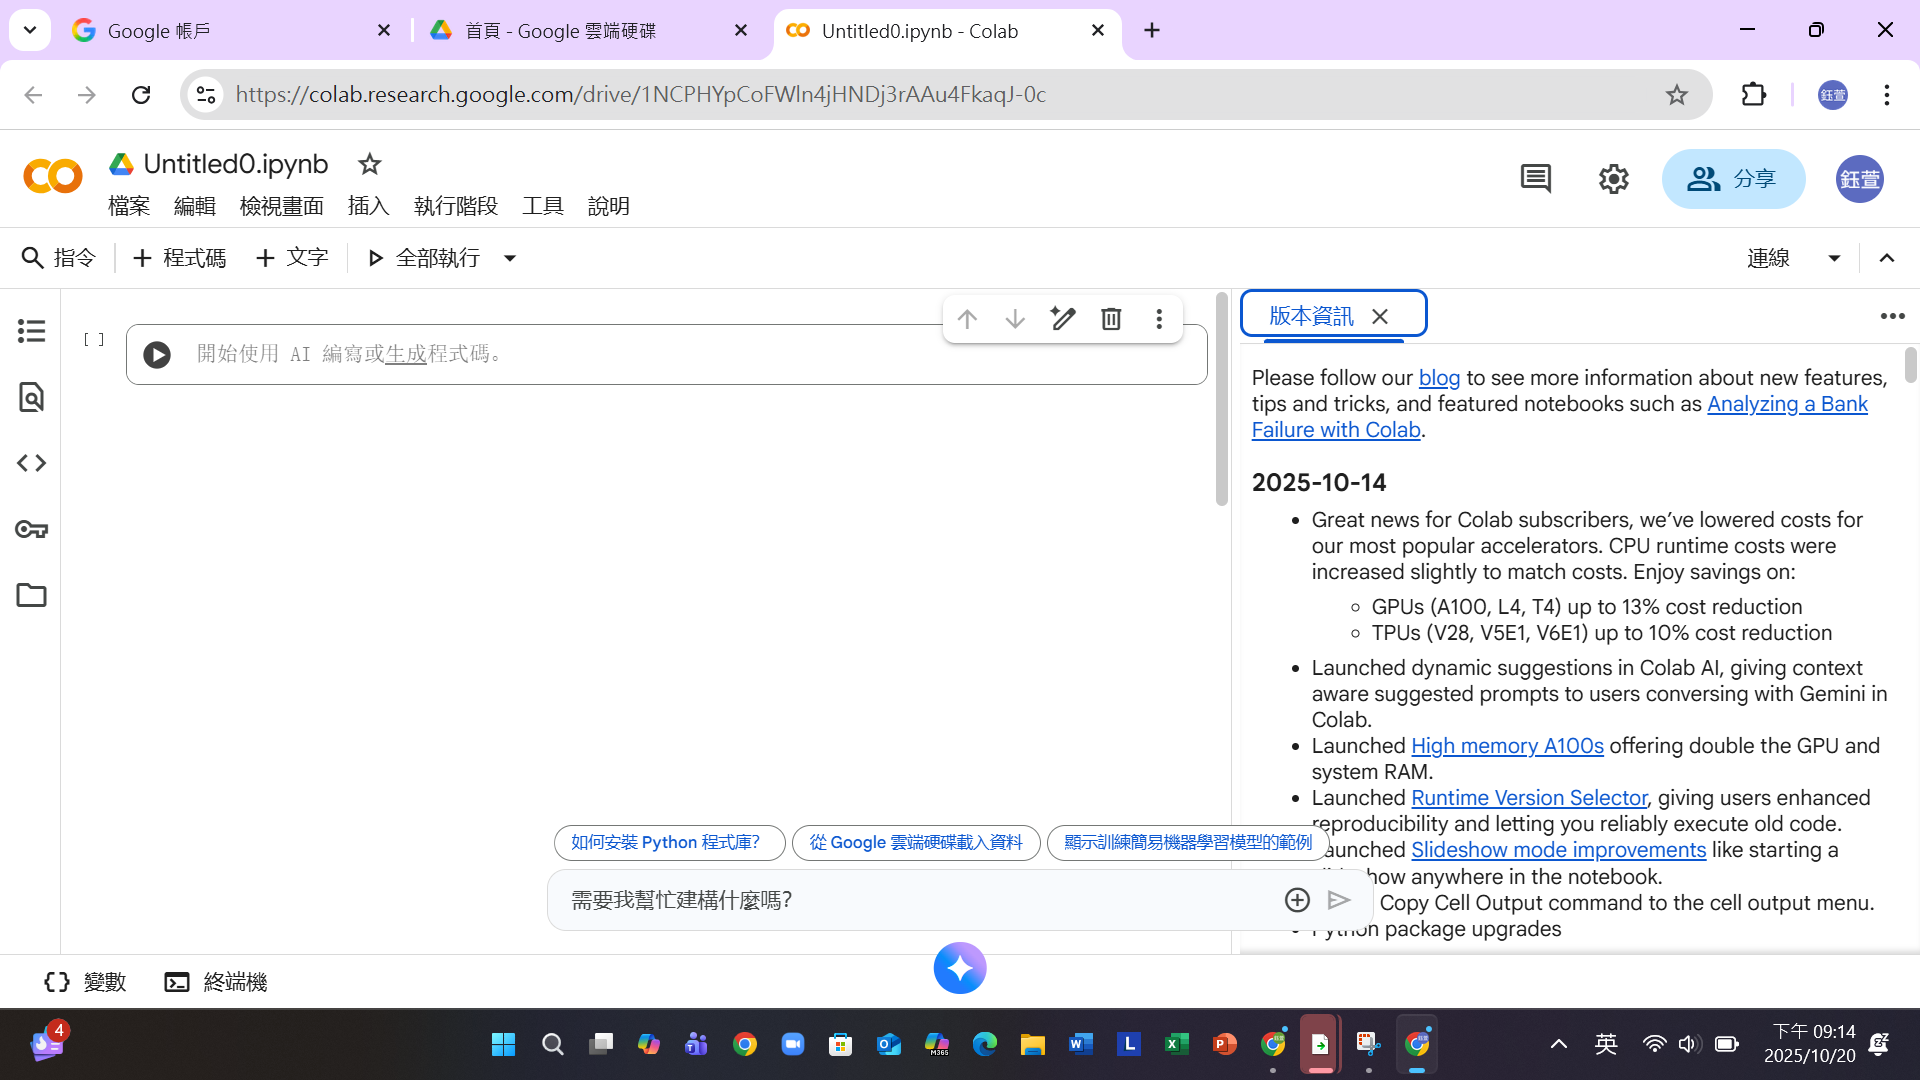 Google 帳戶
首頁 - Google 雲端硬碟
Untitled0.ipynb - Colab
https://colab.research.google.com/drive/1NCPHYpCoFWln4jHNDj3rAAu4FkaqJ-0c
鈺萱
Untitled0.ipynb
檔案 編輯 檢視畫面 插入 執行階段 工具 說明
分享
鈺萱
指令 + 程式碼 + 文字 全部執行
連線
[ ]
開始使用 AI 編寫或生成程式碼。
版本資訊
Please follow our blog to see more information about new features,
tips and tricks, and featured notebooks such as Analyzing a Bank
Failure with Colab.
2025-10-14
• Great news for Colab subscribers, we’ve lowered costs for
our most popular accelerators. CPU runtime costs were
increased slightly to match costs. Enjoy savings on:
◦ GPUs (A100, L4, T4) up to 13% cost reduction
◦ TPUs (V28, V5E1, V6E1) up to 10% cost reduction
• Launched dynamic suggestions in Colab AI, giving context
aware suggested prompts to users conversing with Gemini in
Colab.
• Launched High memory A100s offering double the GPU and
system RAM.
• Launched Runtime Version Selector, giving users enhanced
reproducibility and letting you reliably execute old code.
Launched Slideshow mode improvements like starting a
how anywhere in the notebook.
Copy Cell Output command to the cell output menu.
• Python package upgrades
如何安裝 Python 程式庫?
從 Google 雲端硬碟載入資料
顯示訓練簡易機器學習模型的範例
需要我幫忙建構什麼嗎?
變數
終端機
4
M365
英
下午 09:14
2025/10/20